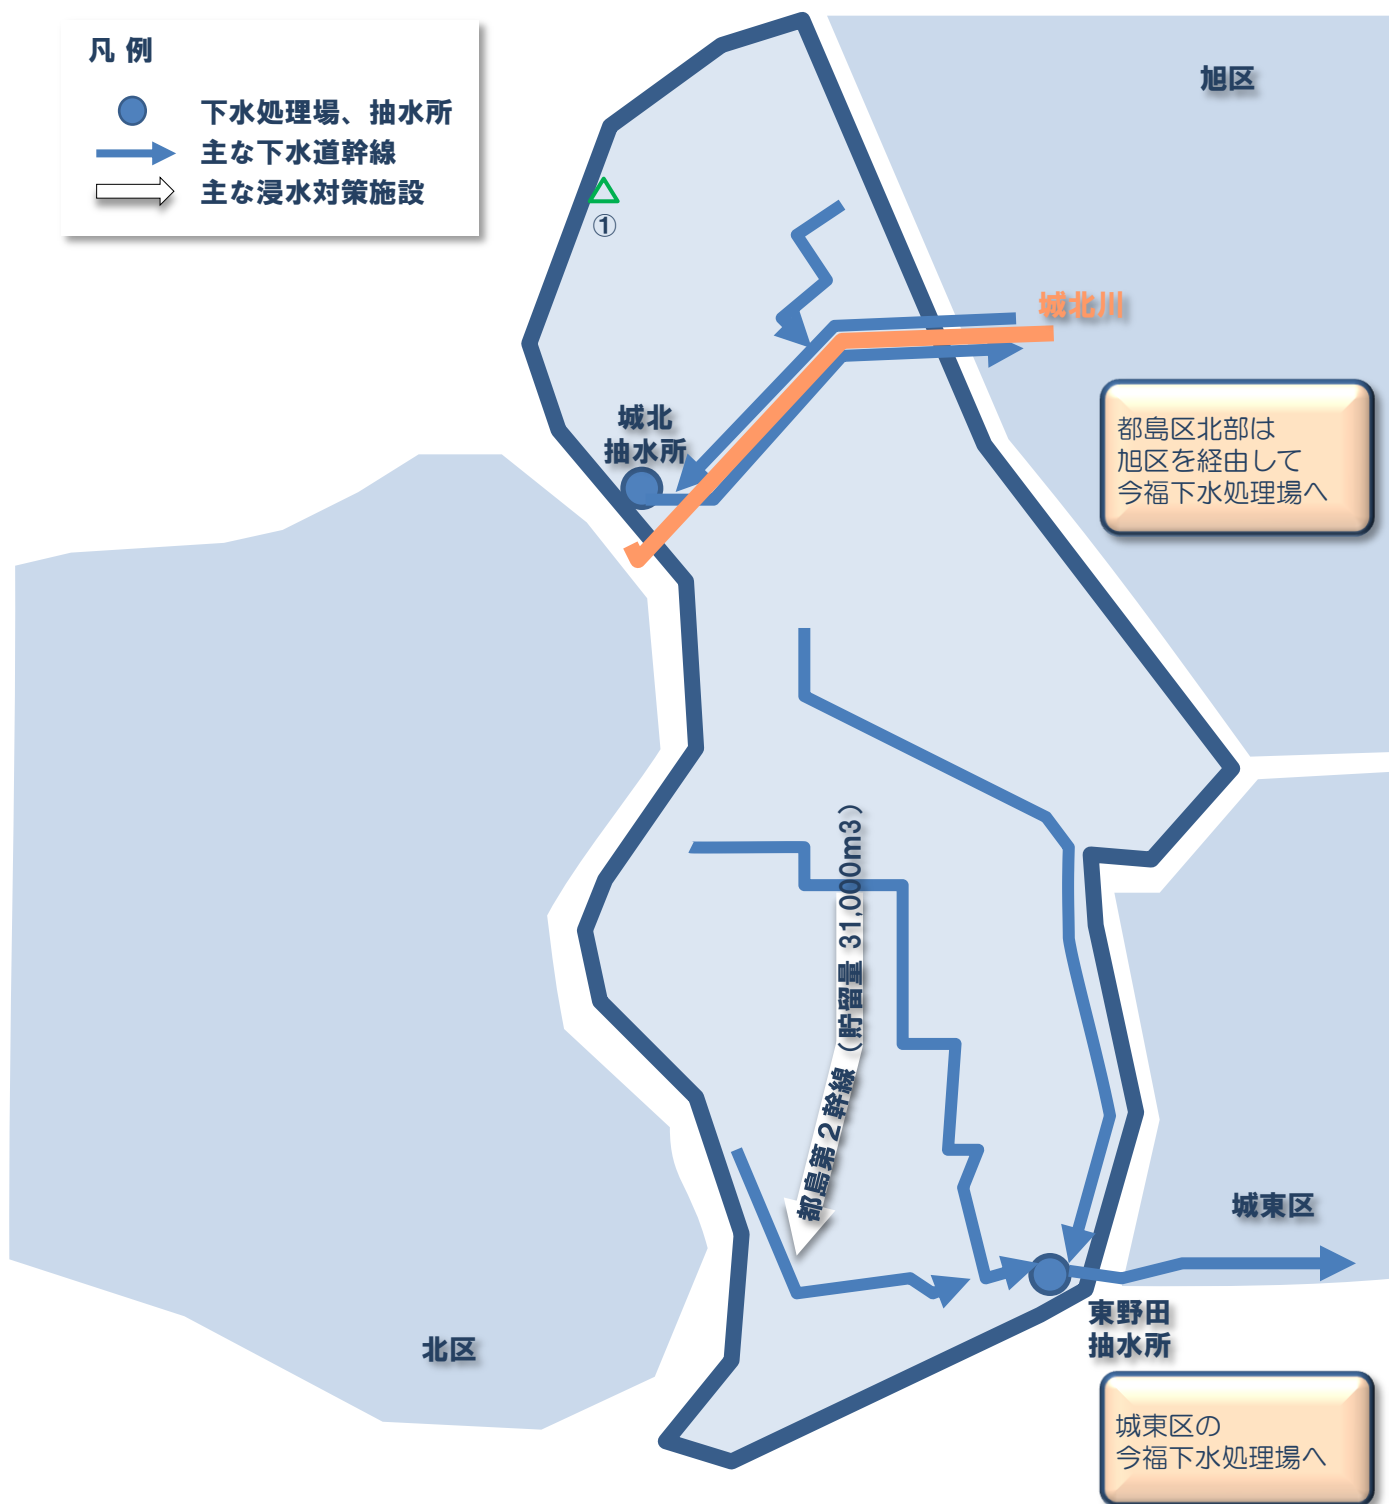 凡 例
下水処理場、抽水所
主な下水道幹線
主な浸水対策施設
旭区
①
城北川
城北
抽水所
都島区北部は
旭区を経由して
今福下水処理場へ
都島第２幹線（貯留量 31,000m3）
城東区
東野田
抽水所
北区
城東区の
今福下水処理場へ